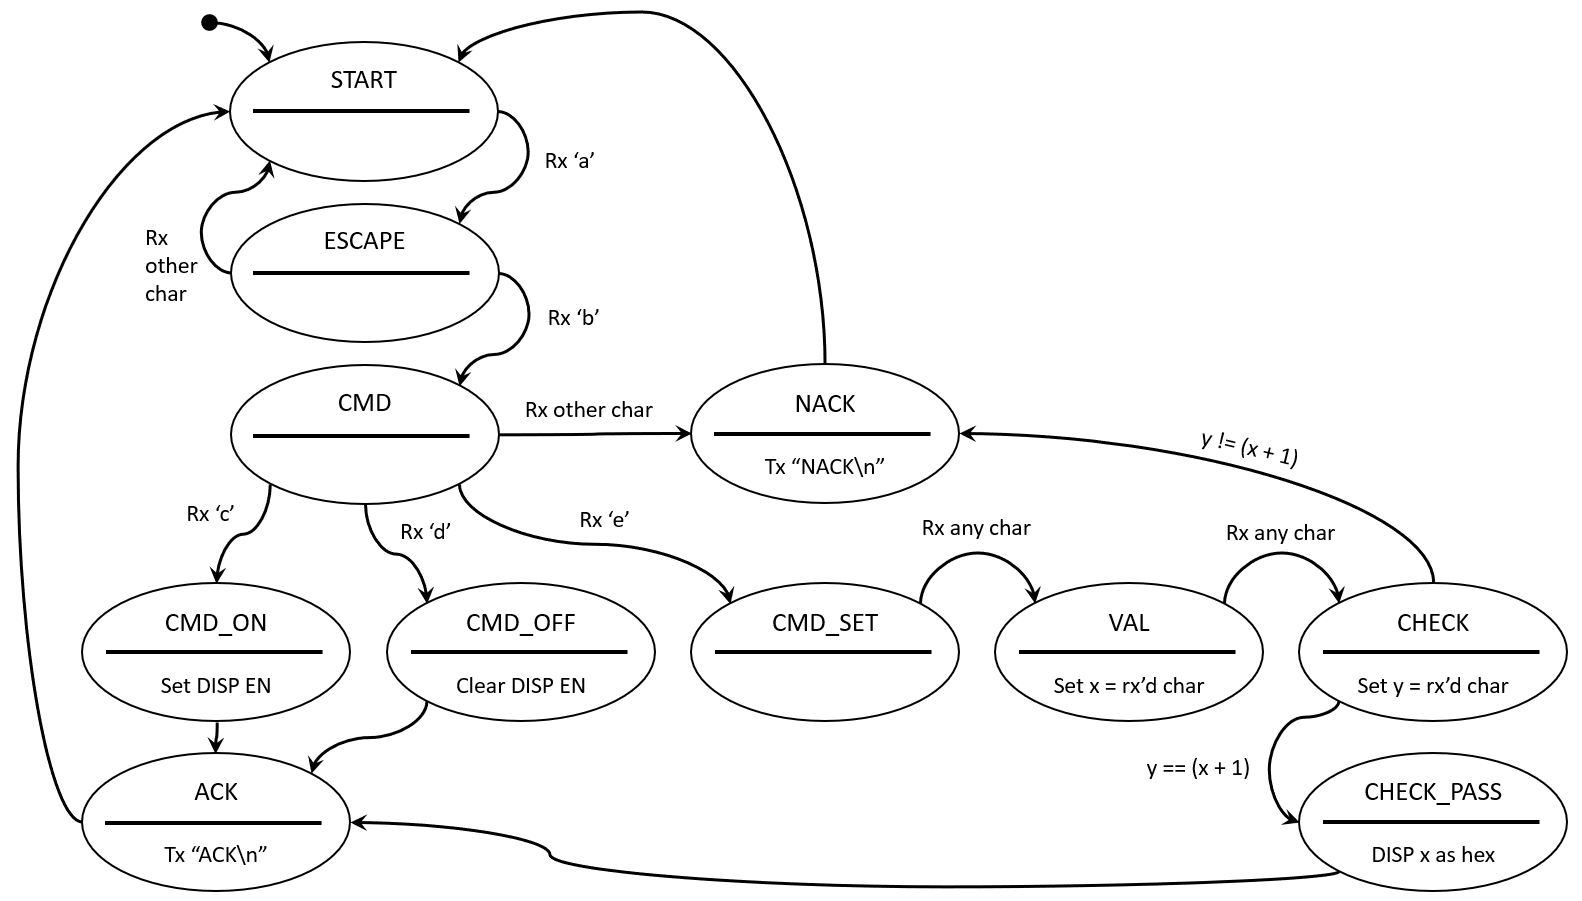 START
Rx ‘a’
ESCAPE
Rx
other
char
Rx ‘b’
CMD
Rx other char
NACK
Tx “NACK\n”
y != (x + 1)
Rx ‘c’
Rx ‘d’
Rx ‘e’
Rx any char
Rx any char
CMD_ON
Set DISP EN
CMD_OFF
Clear DISP EN
CMD_SET
VAL
Set x = rx’d char
CHECK
Set y = rx’d char
y == (x + 1)
ACK
Tx “ACK\n”
CHECK_PASS
DISP x as hex